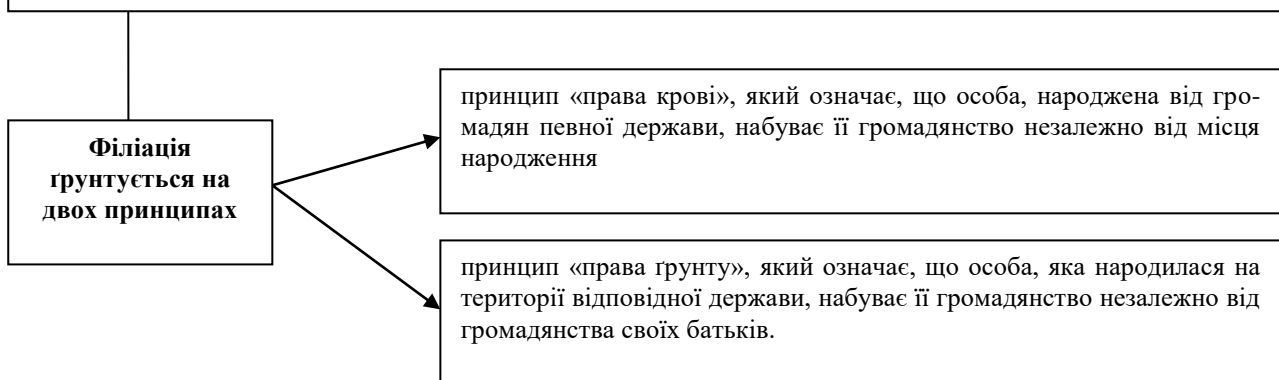 Філіація
ґрунтується на
двох принципах
принцип «права крові», який означає, що особа, народжена від гро-
мадян певної держави, набуває її громадянство незалежно від місця
народження
принцип «права ґрунту», який означає, що особа, яка народилася на
території відповідної держави, набуває її громадянство незалежно від
громадянства своїх батьків.